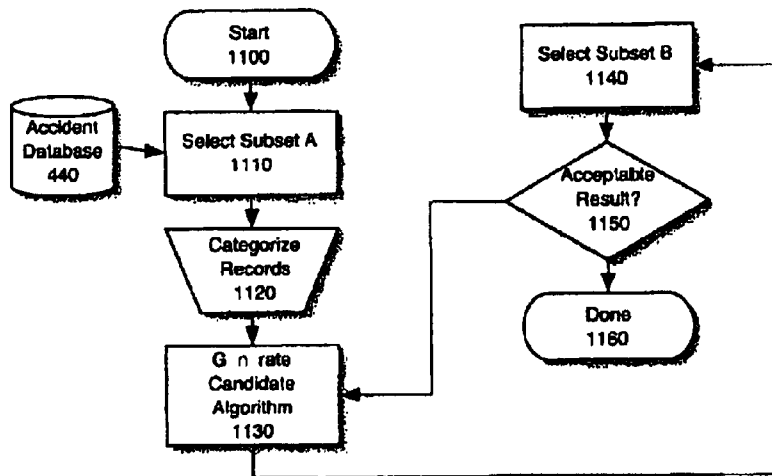 Start
1100
Accident
Database
440
Select Subset A
1110
Categorize
Records
1120
G n rate
Candidate
Algorithm
1130
Select Subset B
1140
Acceptable
Result?
1150
Done
1160